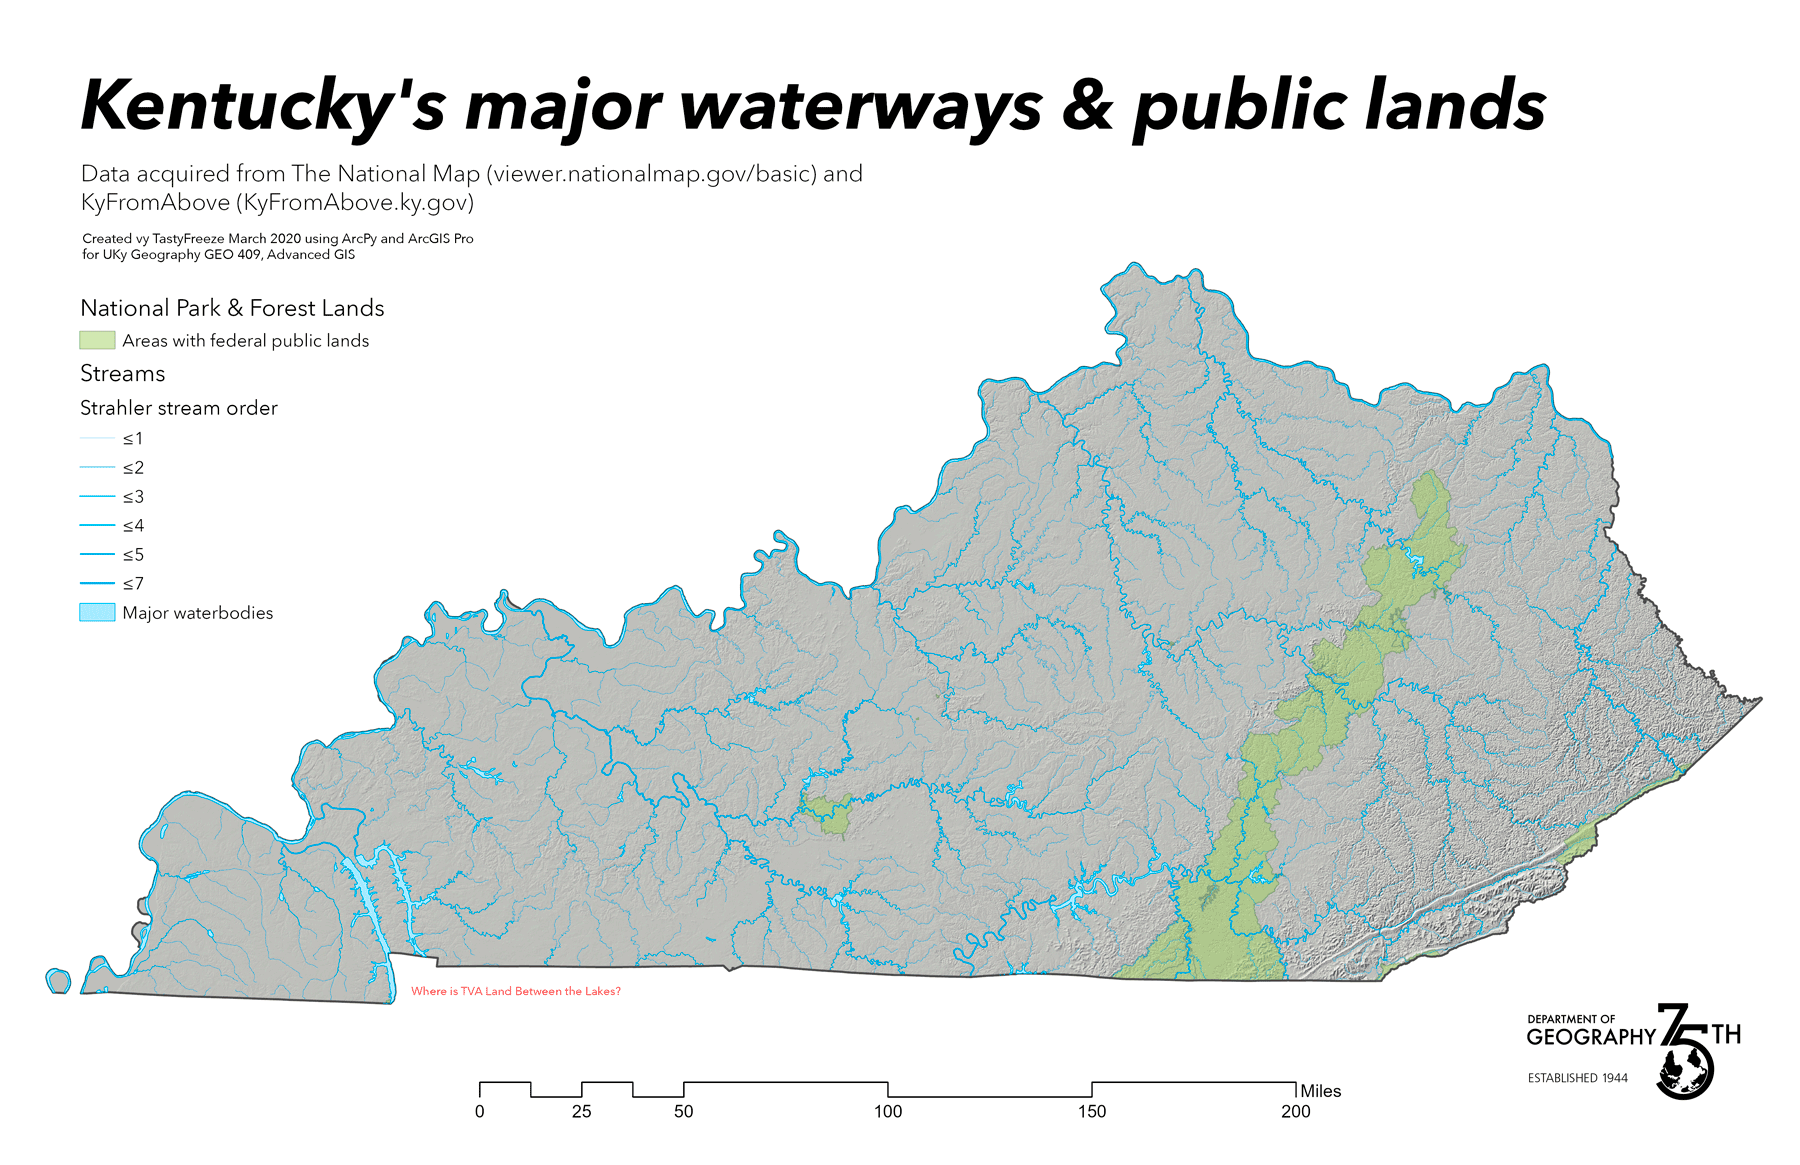 Kentucky's major waterways & public lands
Data acquired from The National Map (viewer.nationalmap.gov/basic) and
KyFromAbove (KyFromAbove.ky.gov)
Created vy TastyFreeze March 2020 using ArcPy and ArcGIS Pro
for UKy Geography GEO 409, Advanced GIS
National Park & Forest Lands
Areas with federal public lands
Streams
Strahler stream order
≤1
≤2
≤3
≤4
≤5
≤7
Major waterbodies
Where is TVA Land Between the Lakes?
DEPARTMENT OF
GEOGRAPHY 75TH
ESTABLISHED 1944
Miles
0 25 50 100 150 200